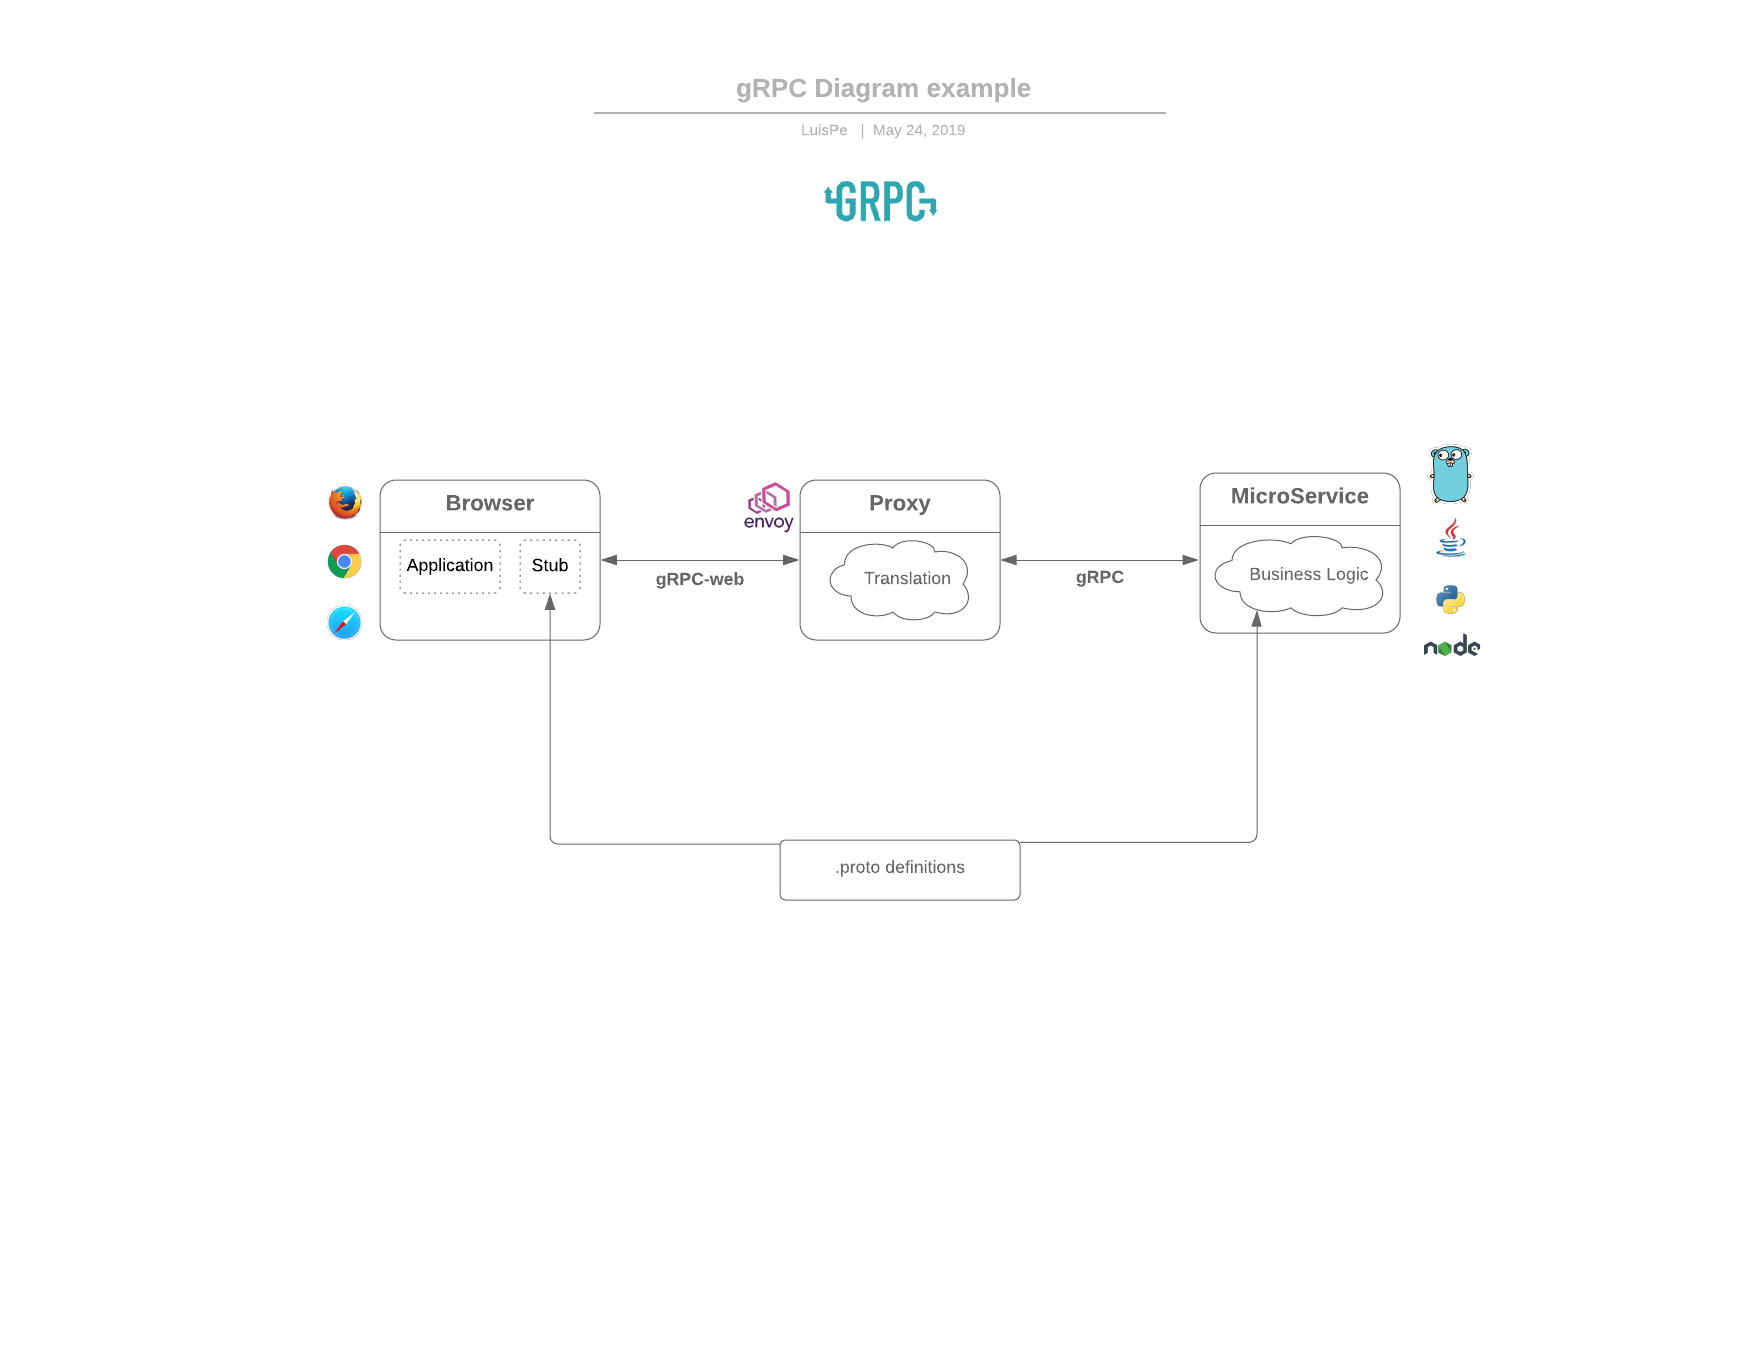 gRPC Diagram example
LuisPe | May 24, 2019
GRPC
Browser
Application
Stub
gRPC-web
envoy
Proxy
Translation
gRPC
MicroService
Business Logic
node
.proto definitions